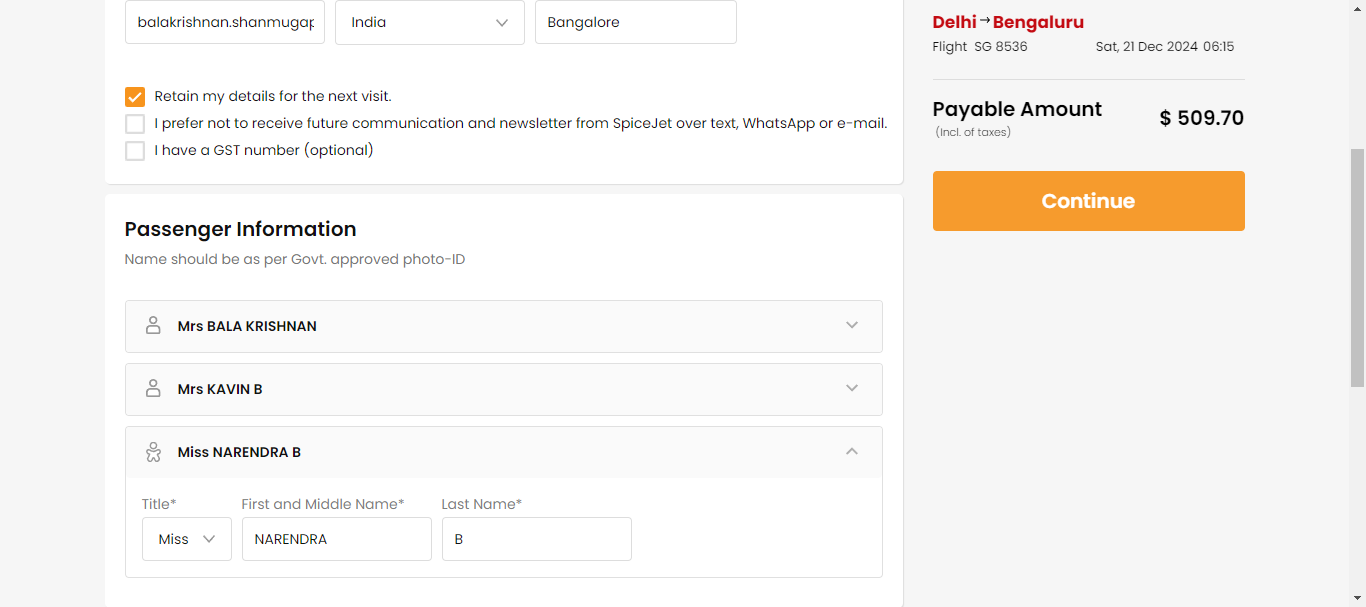 balakrishnan.shanmugap
India
Bangalore
Retain my details for the next visit.
I prefer not to receive future communication and newsletter from SpiceJet over text, WhatsApp or e-mail.
I have a GST number (optional)
Passenger Information
Name should be as per Govt. approved photo-ID
Mrs BALA KRISHNAN
Mrs KAVIN B
Miss NARENDRA B
Title* First and Middle Name* Last Name*
Miss NARENDRA B
Delhi → Bengaluru
Flight SG 8536 Sat, 21 Dec 2024 06:15
Payable Amount $ 509.70
(Incl. of taxes)
Continue